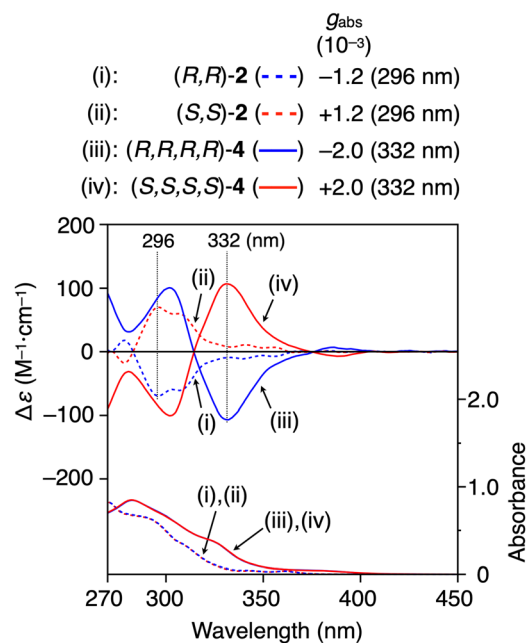 g_abs
(10⁻³)
(i): (R,R)-2 (----) −1.2 (296 nm)
(ii): (S,S)-2 (----) +1.2 (296 nm)
(iii): (R,R,R,R)-4 (—) −2.0 (332 nm)
(iv): (S,S,S,S)-4 (—) +2.0 (332 nm)
200
296 332 (nm)
(ii)
(iv)
100
0
Δε (M⁻¹·cm⁻¹)
−100
(i)
(iii)
2.0
−200
(i),(ii)
(iii),(iv)
1.0
Absorbance
0
270 300 350 400 450
Wavelength (nm)